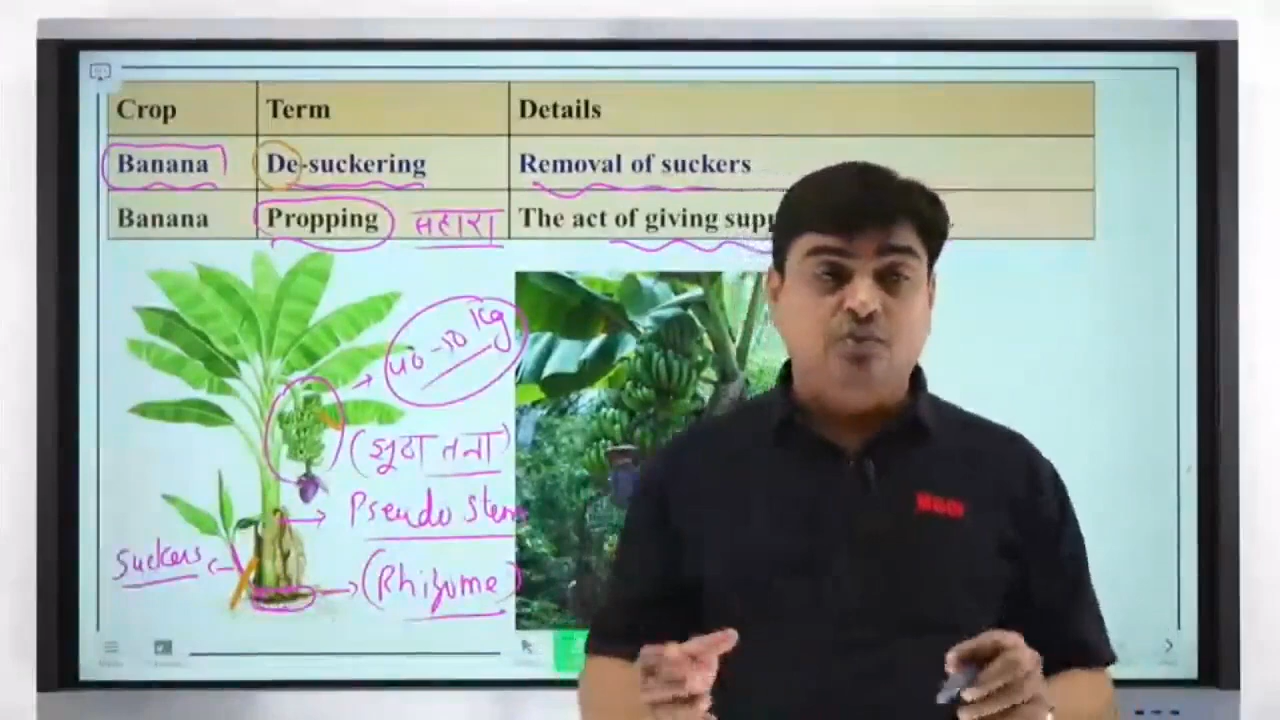 Crop Term Details
Banana De-suckering Removal of suckers
Banana Propping सहारा The act of giving supp
40-50 Kg
(झूठा तना)
Pseudo Stem
Suckers
(Rhizome)